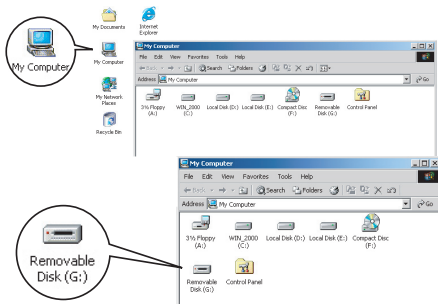 My Documents
Internet
Explorer
My Computer
My Computer
My Network
Places
Recycle Bin
My Computer
File Edit View Favorites Tools Help
Back Search Folders
Address My Computer Go
3½ Floppy
(A:)
WIN_2000
(C:)
Local Disk (D:)
Local Disk (E:)
Compact Disc
(F:)
Removable
Disk (G:)
Control Panel
My Computer
File Edit View Favorites Tools Help
Back Search Folders
Address My Computer Go
3½ Floppy
(A:)
WIN_2000
(C:)
Local Disk (D:)
Local Disk (E:)
Compact Disc
(F:)
Removable
Disk (G:)
Control Panel
Removable
Disk (G:)